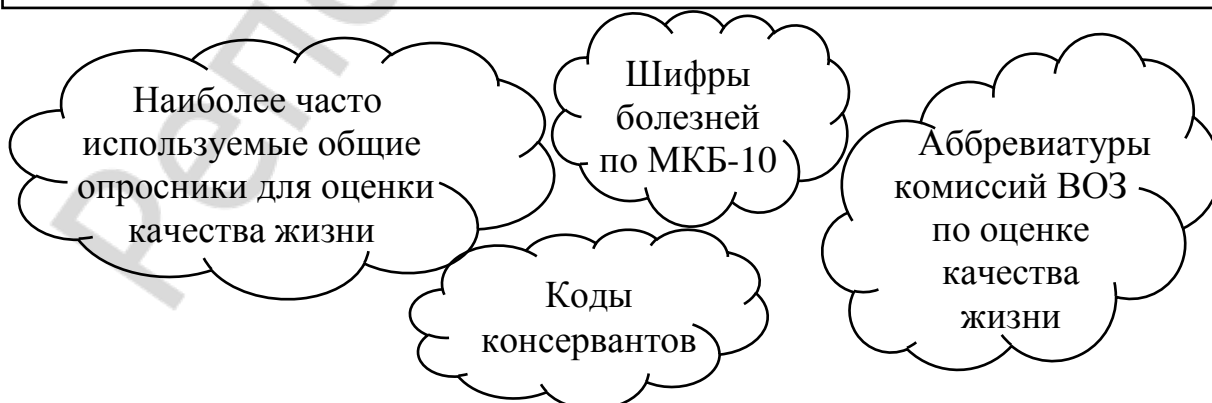 Наиболее часто
используемые общие
опросники для оценки
качества жизни
Шифры
болезней
по МКБ-10
Аббревиатуры
комиссий ВОЗ
по оценке
качества
жизни
Коды
консервантов